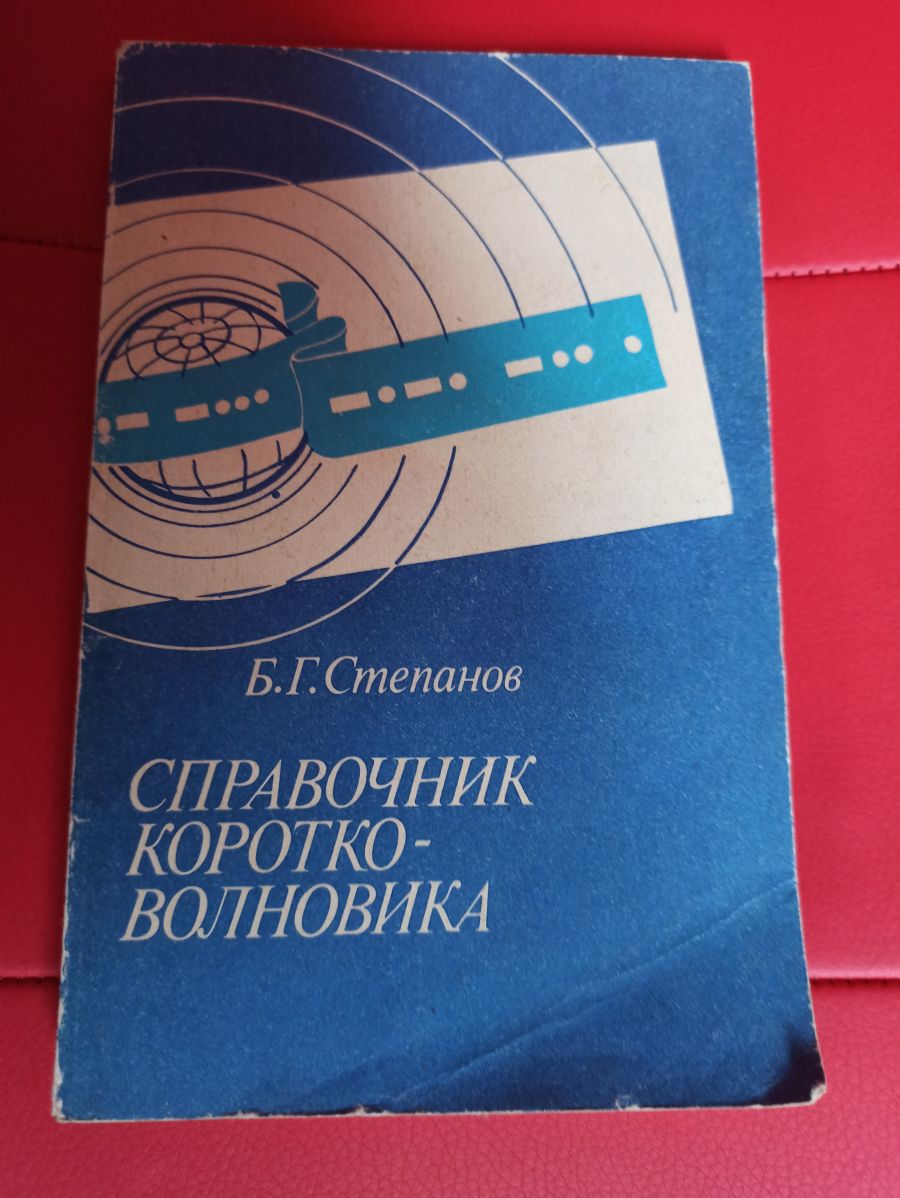 Б.Г.Степанов
СПРАВОЧНИК
КОРОТКО-
ВОЛНОВИКА